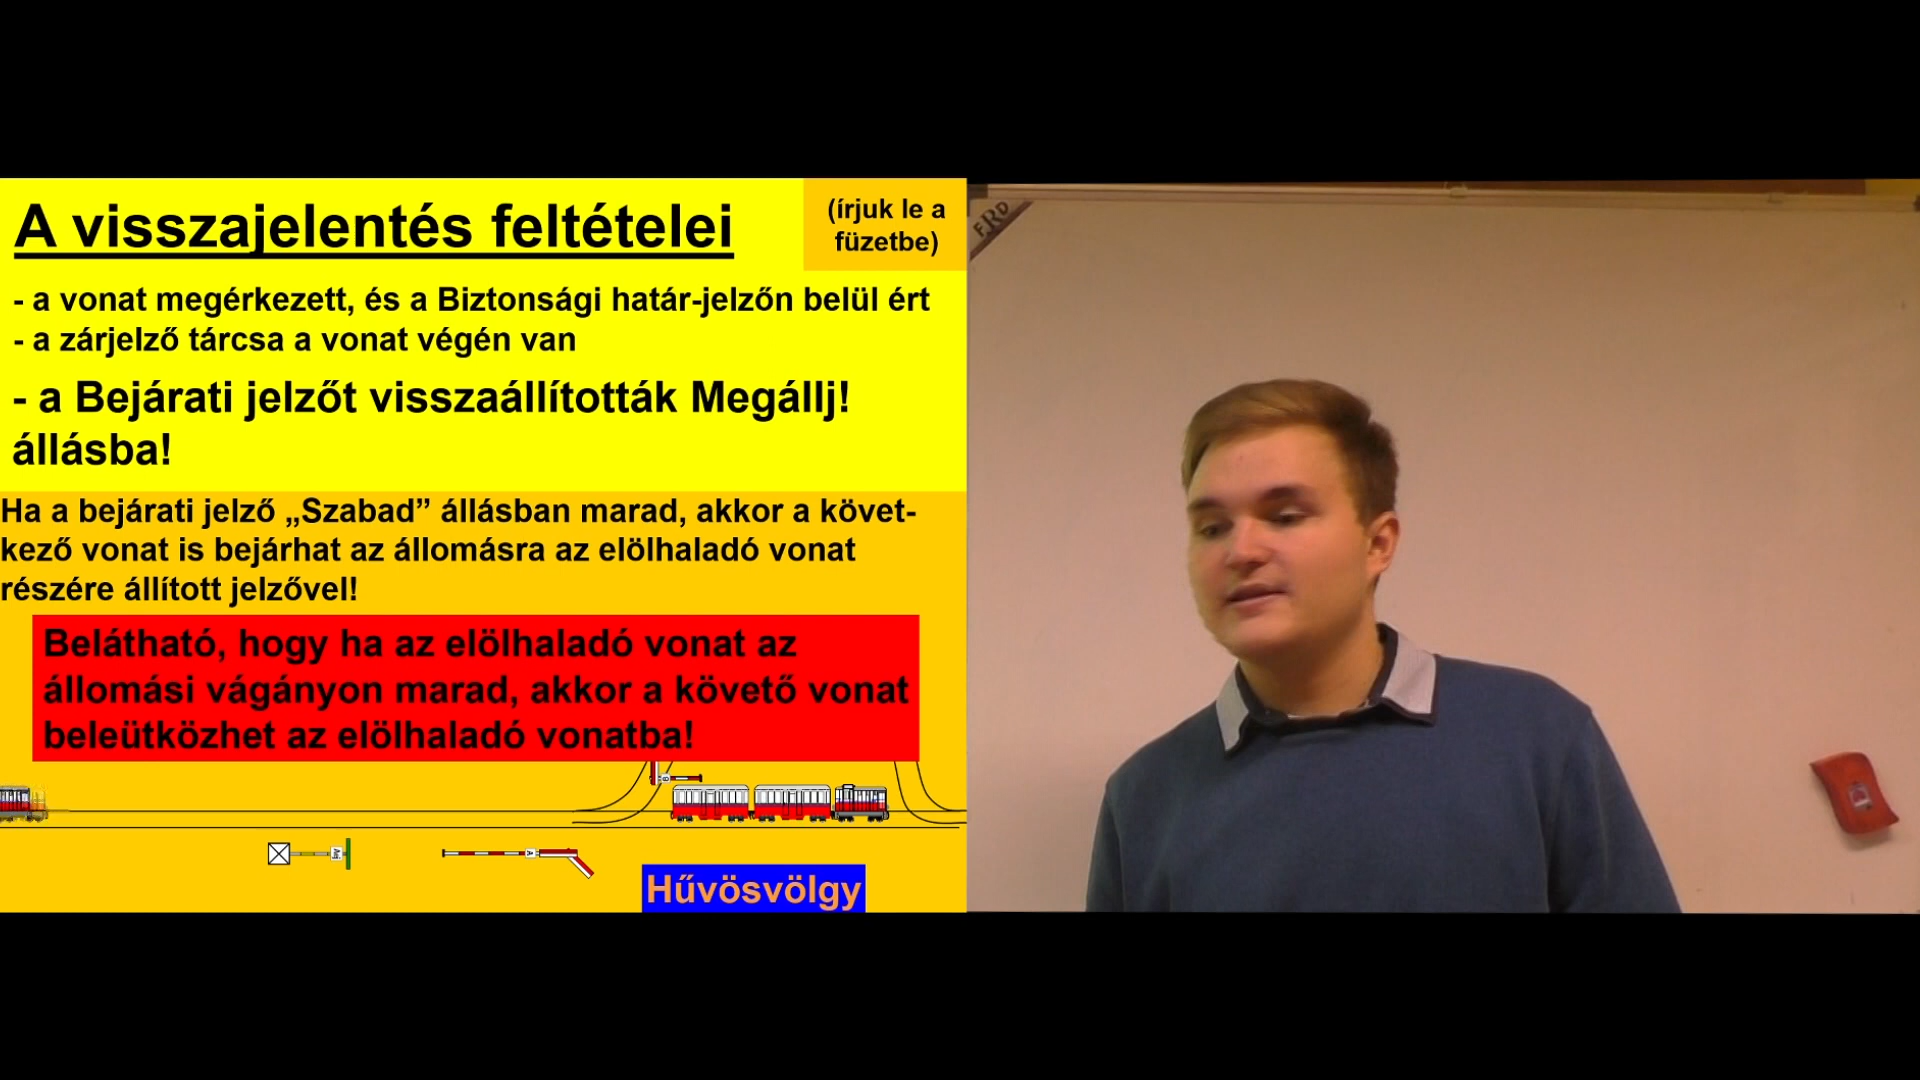 A visszajelentés feltételei
(írjuk le a
füzetbe)
- a vonat megérkezett, és a Biztonsági határ-jelzőn belül ért
- a zárjelző tárcsa a vonat végén van
- a Bejárati jelzőt visszaállították Megállj!
állásba!
Ha a bejárati jelző „Szabad” állásban marad, akkor a követ-
kező vonat is bejárhat az állomásra az elölhaladó vonat
részére állított jelzővel!
Belátható, hogy ha az elölhaladó vonat az
állomási vágányon marad, akkor a követő vonat
beleütközhet az elölhaladó vonatba!
Hűvösvölgy